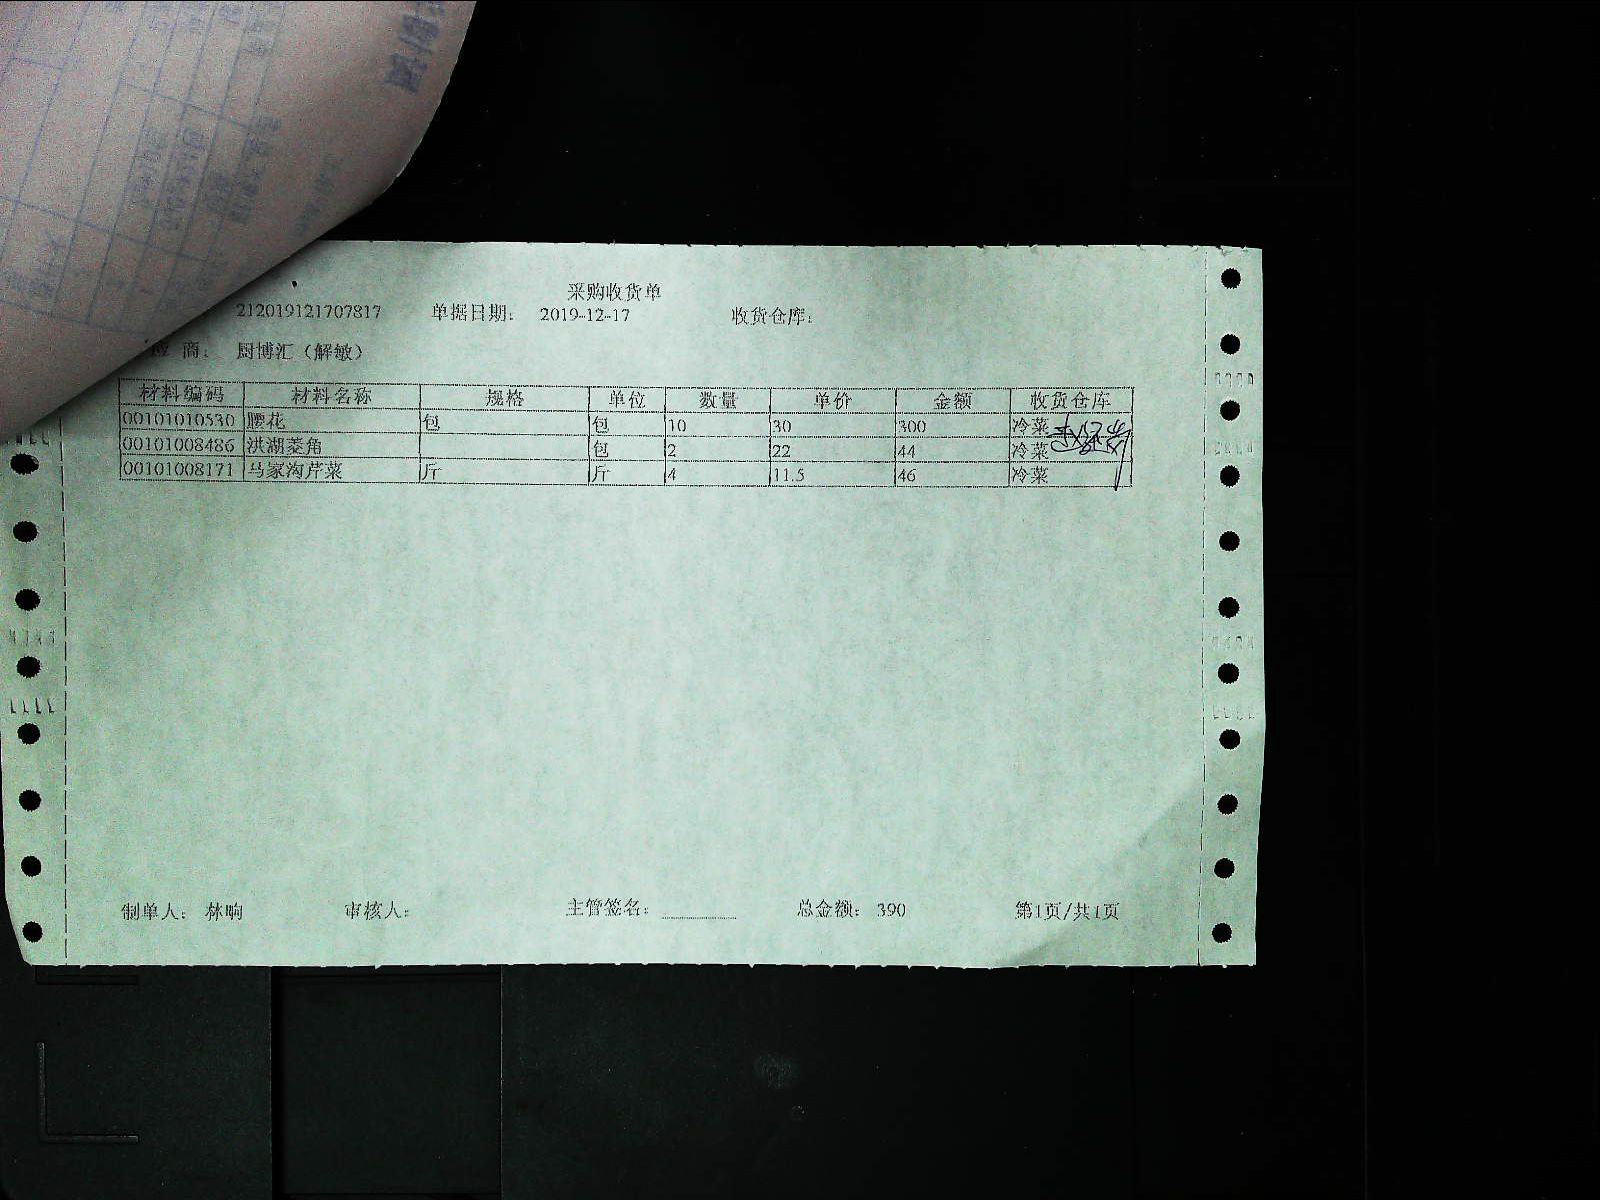 采购收货单
212019121707817 单据日期: 2019-12-17 收货仓库:
应 商: 厨博汇（解敏）
材料编码 材料名称 规格 单位 数量 单价 金额 收货仓库
00101010530 腰花 包 包 10 30 300 冷菜
00101008486 洪湖菱角 包 2 22 44 冷菜
00101008171 马家沟芹菜 斤 斤 4 11.5 46 冷菜
制单人: 林响 审核人: 主管签名: 总金额: 390 第1页/共1页